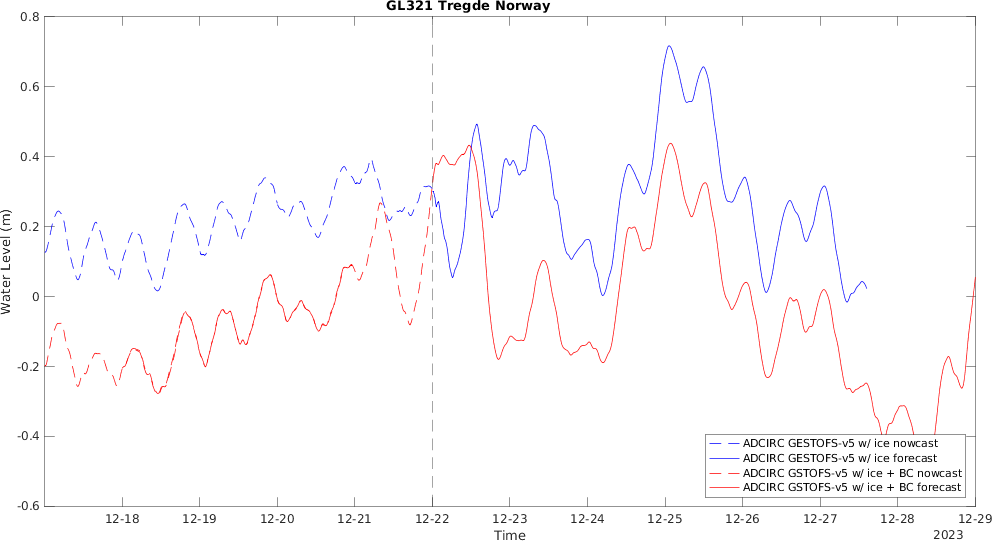 GL321 Tregde Norway
0.8
0.6
0.4
0.2
0
-0.2
-0.4
-0.6
Water Level (m)
ADCIRC GESTOFS-v5 w/ ice nowcast
ADCIRC GESTOFS-v5 w/ ice forecast
ADCIRC GSTOFS-v5 w/ ice + BC nowcast
ADCIRC GSTOFS-v5 w/ ice + BC forecast
12-18 12-19 12-20 12-21 12-22 12-23 12-24 12-25 12-26 12-27 12-28 12-29
Time
2023